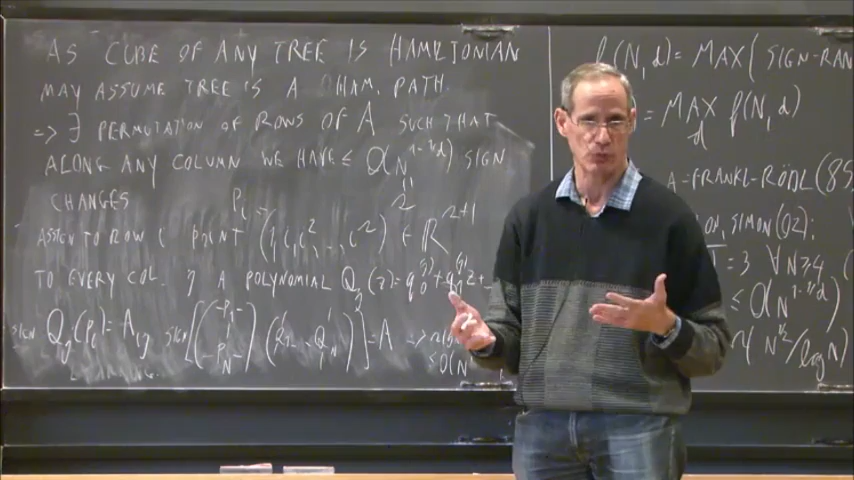 AS CUBE OF ANY TREE IS HAMILTONIAN
MAY ASSUME TREE IS A HAM. PATH.
=> ∃ PERMUTATION OF ROWS OF A SUCH THAT
ALONG ANY COLUMN WE HAVE ≤ O(N^{1-1/d}) SIGN
CHANGES
ASSIGN TO ROW i POINT (1, i, i², ..., i^r) ∈ R^{r+1}
TO EVERY COL. ∃ A POLYNOMIAL Q_j(z) = q_0^{(j)} + q_1^{(j)} z +
SIGN Q_j(P_i) = A_{ij} SIGN = A =>
≤ O(N
f(N, d) = MAX( SIGN-RAN
= MAX_d f(N, d)
A = FRANKL-RÖDL (85
SIMON (02);
= 3 ∀ N ≥ 4
≤ O(N^{1-1/d})
N^{1/2} / log N)